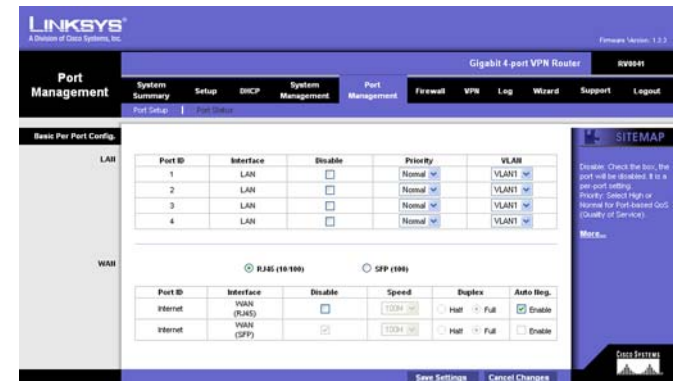 LINKSYS®
A Division of Cisco Systems, Inc.
Firmware Version: 1.3.3
Gigabit 4-port VPN Router
RV0041
Port Management
System Summary
Setup
DHCP
System Management
Port Management
Firewall
VPN
Log
Wizard
Support
Logout
Port Setup | Port Status
Basic Per Port Config.
SITEMAP
LAN
Port ID Interface Disable Priority VLAN
1 LAN Normal VLAN1
2 LAN Normal VLAN1
3 LAN Normal VLAN1
4 LAN Normal VLAN1
Disable: Check the box, the
port will be disabled. It is a
per-port setting.
Priority: Select High or
Normal for Port-based QoS
(Quality of Service).
More...
WAN
RJ45 (10/100) SFP (100)
Port ID Interface Disable Speed Duplex Auto Neg.
Internet WAN (RJ45) 100M Half Full Enable
Internet WAN (SFP) 100M Half Full Enable
Save Settings
Cancel Changes
CISCO SYSTEMS